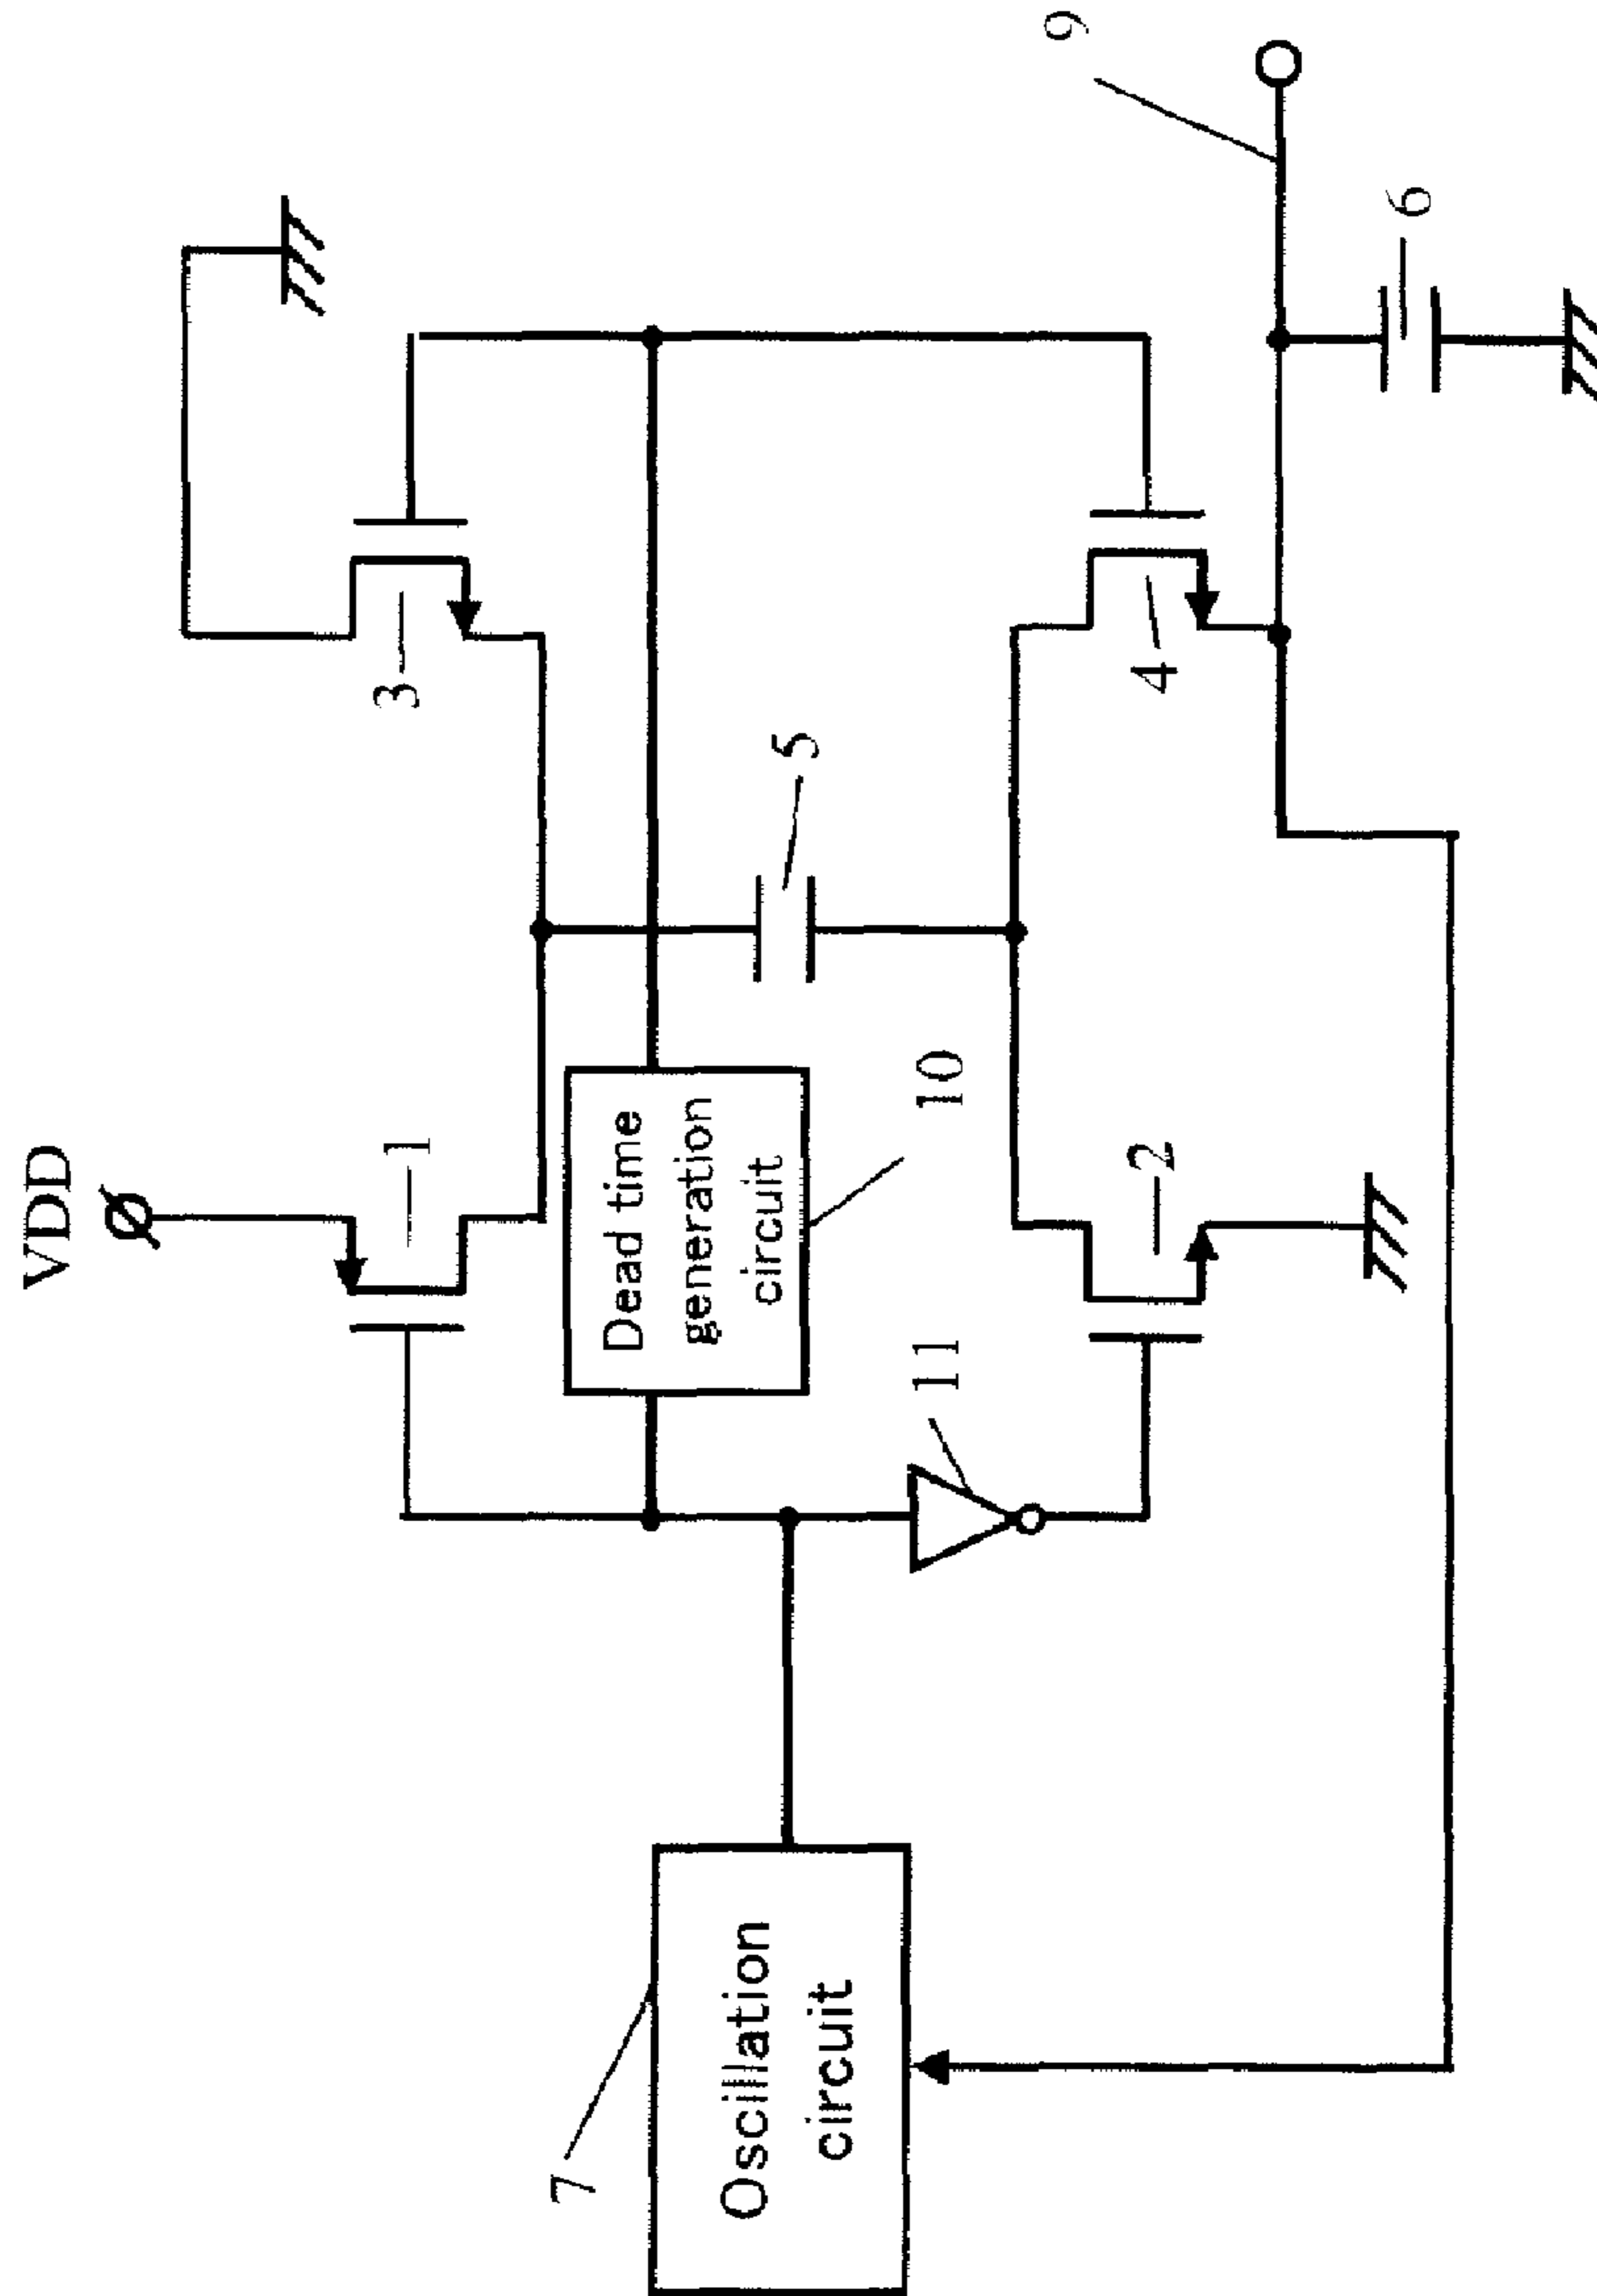 VDD
1
3
Dead time
generation
circuit
10
5
11
2
4
9
6
7
Oscillation
circuit